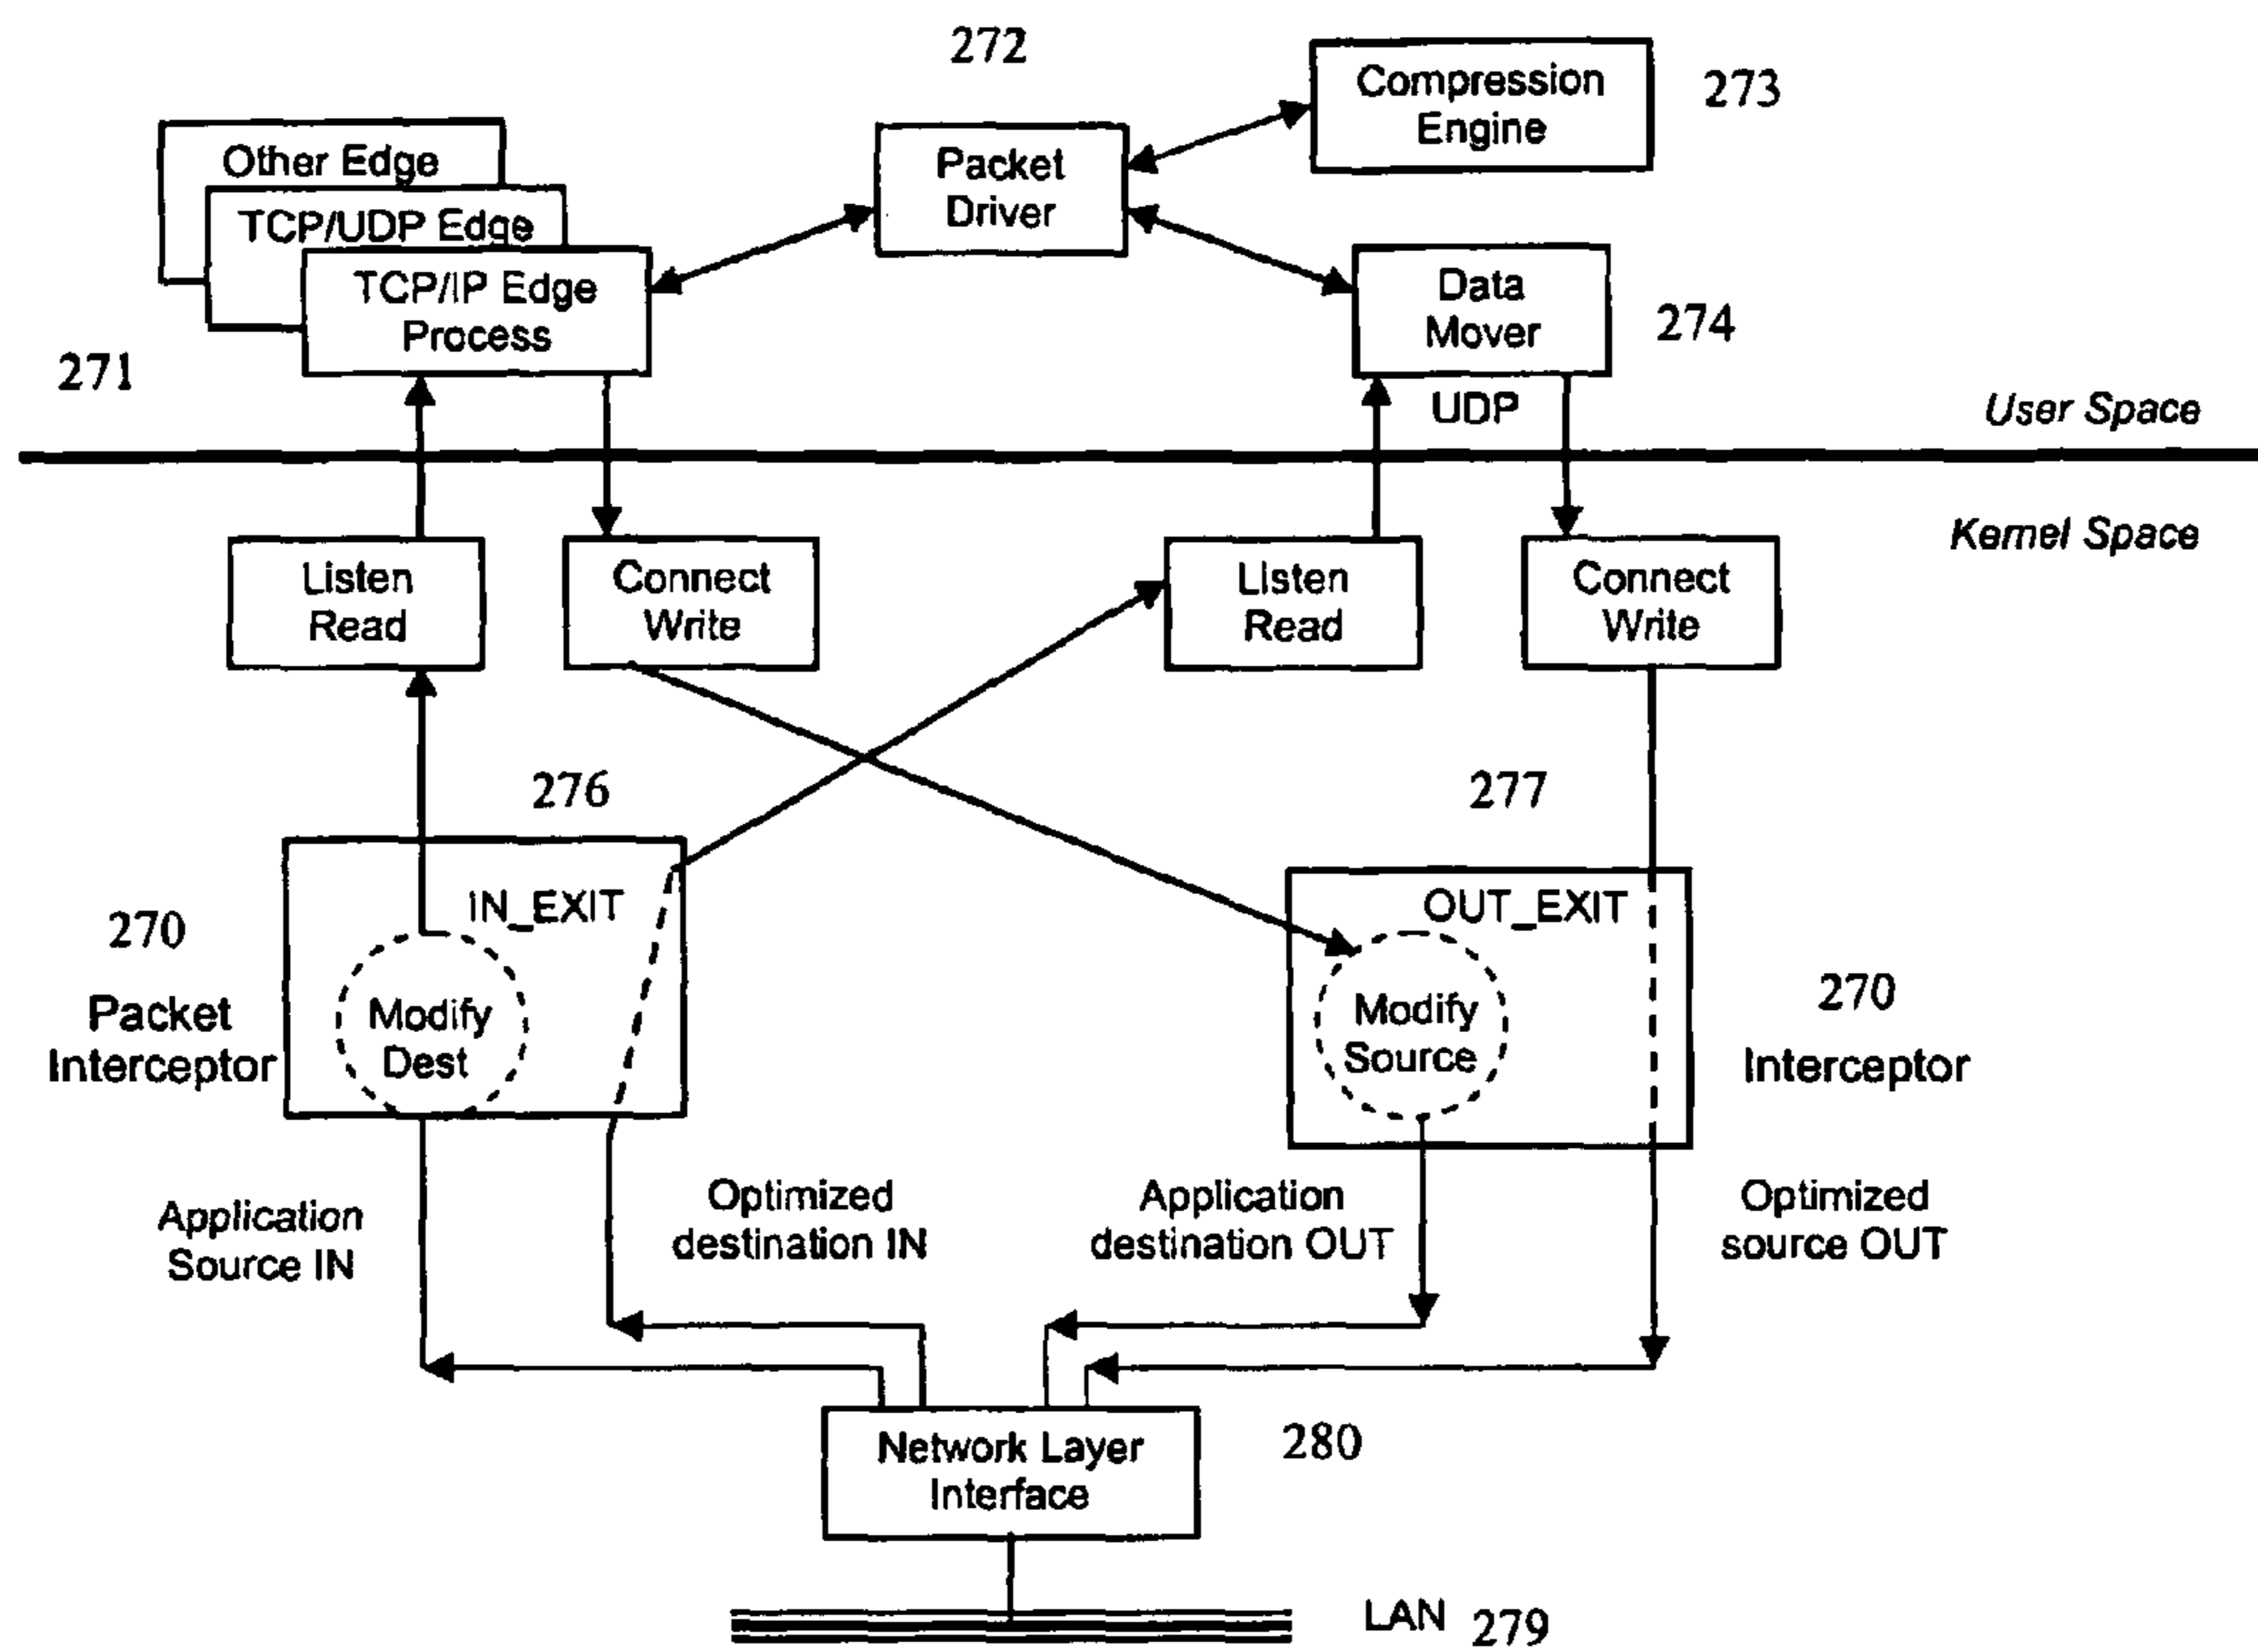 272
Compression
Engine
273
Other Edge
Packet
Driver
TCP/UDP Edge
TCP/IP Edge
Process
Data
Mover
274
271
UDP
User Space
Kernel Space
Listen
Read
Connect
Write
Listen
Read
Connect
Write
276
277
IN_EXIT
OUT_EXIT
270
Packet
Interceptor
Modify
Dest
Modify
Source
270
Interceptor
Application
Source IN
Optimized
destination IN
Application
destination OUT
Optimized
source OUT
Network Layer
Interface
280
LAN
279